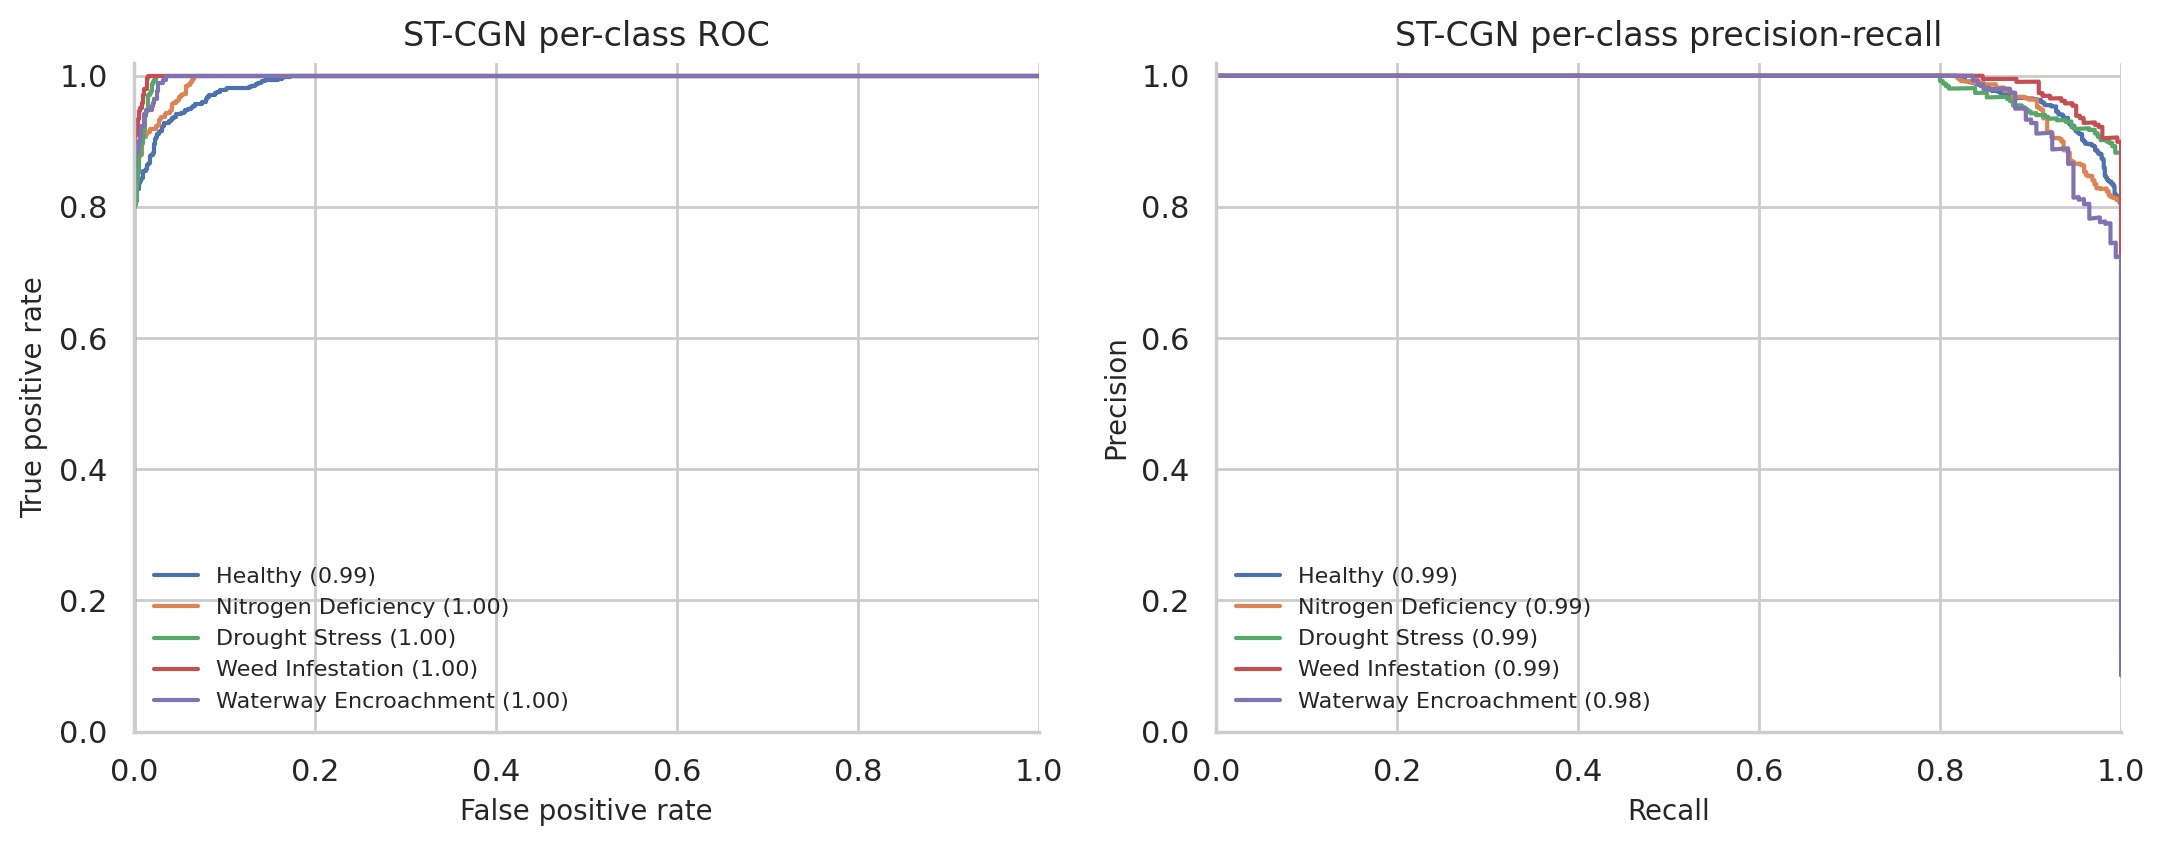 ST-CGN per-class ROC
True positive rate
1.0
0.8
0.6
0.4
0.2
0.0
Healthy (0.99)
Nitrogen Deficiency (1.00)
Drought Stress (1.00)
Weed Infestation (1.00)
Waterway Encroachment (1.00)
0.0 0.2 0.4 0.6 0.8 1.0
False positive rate
ST-CGN per-class precision-recall
Precision
1.0
0.8
0.6
0.4
0.2
0.0
Healthy (0.99)
Nitrogen Deficiency (0.99)
Drought Stress (0.99)
Weed Infestation (0.99)
Waterway Encroachment (0.98)
0.0 0.2 0.4 0.6 0.8 1.0
Recall